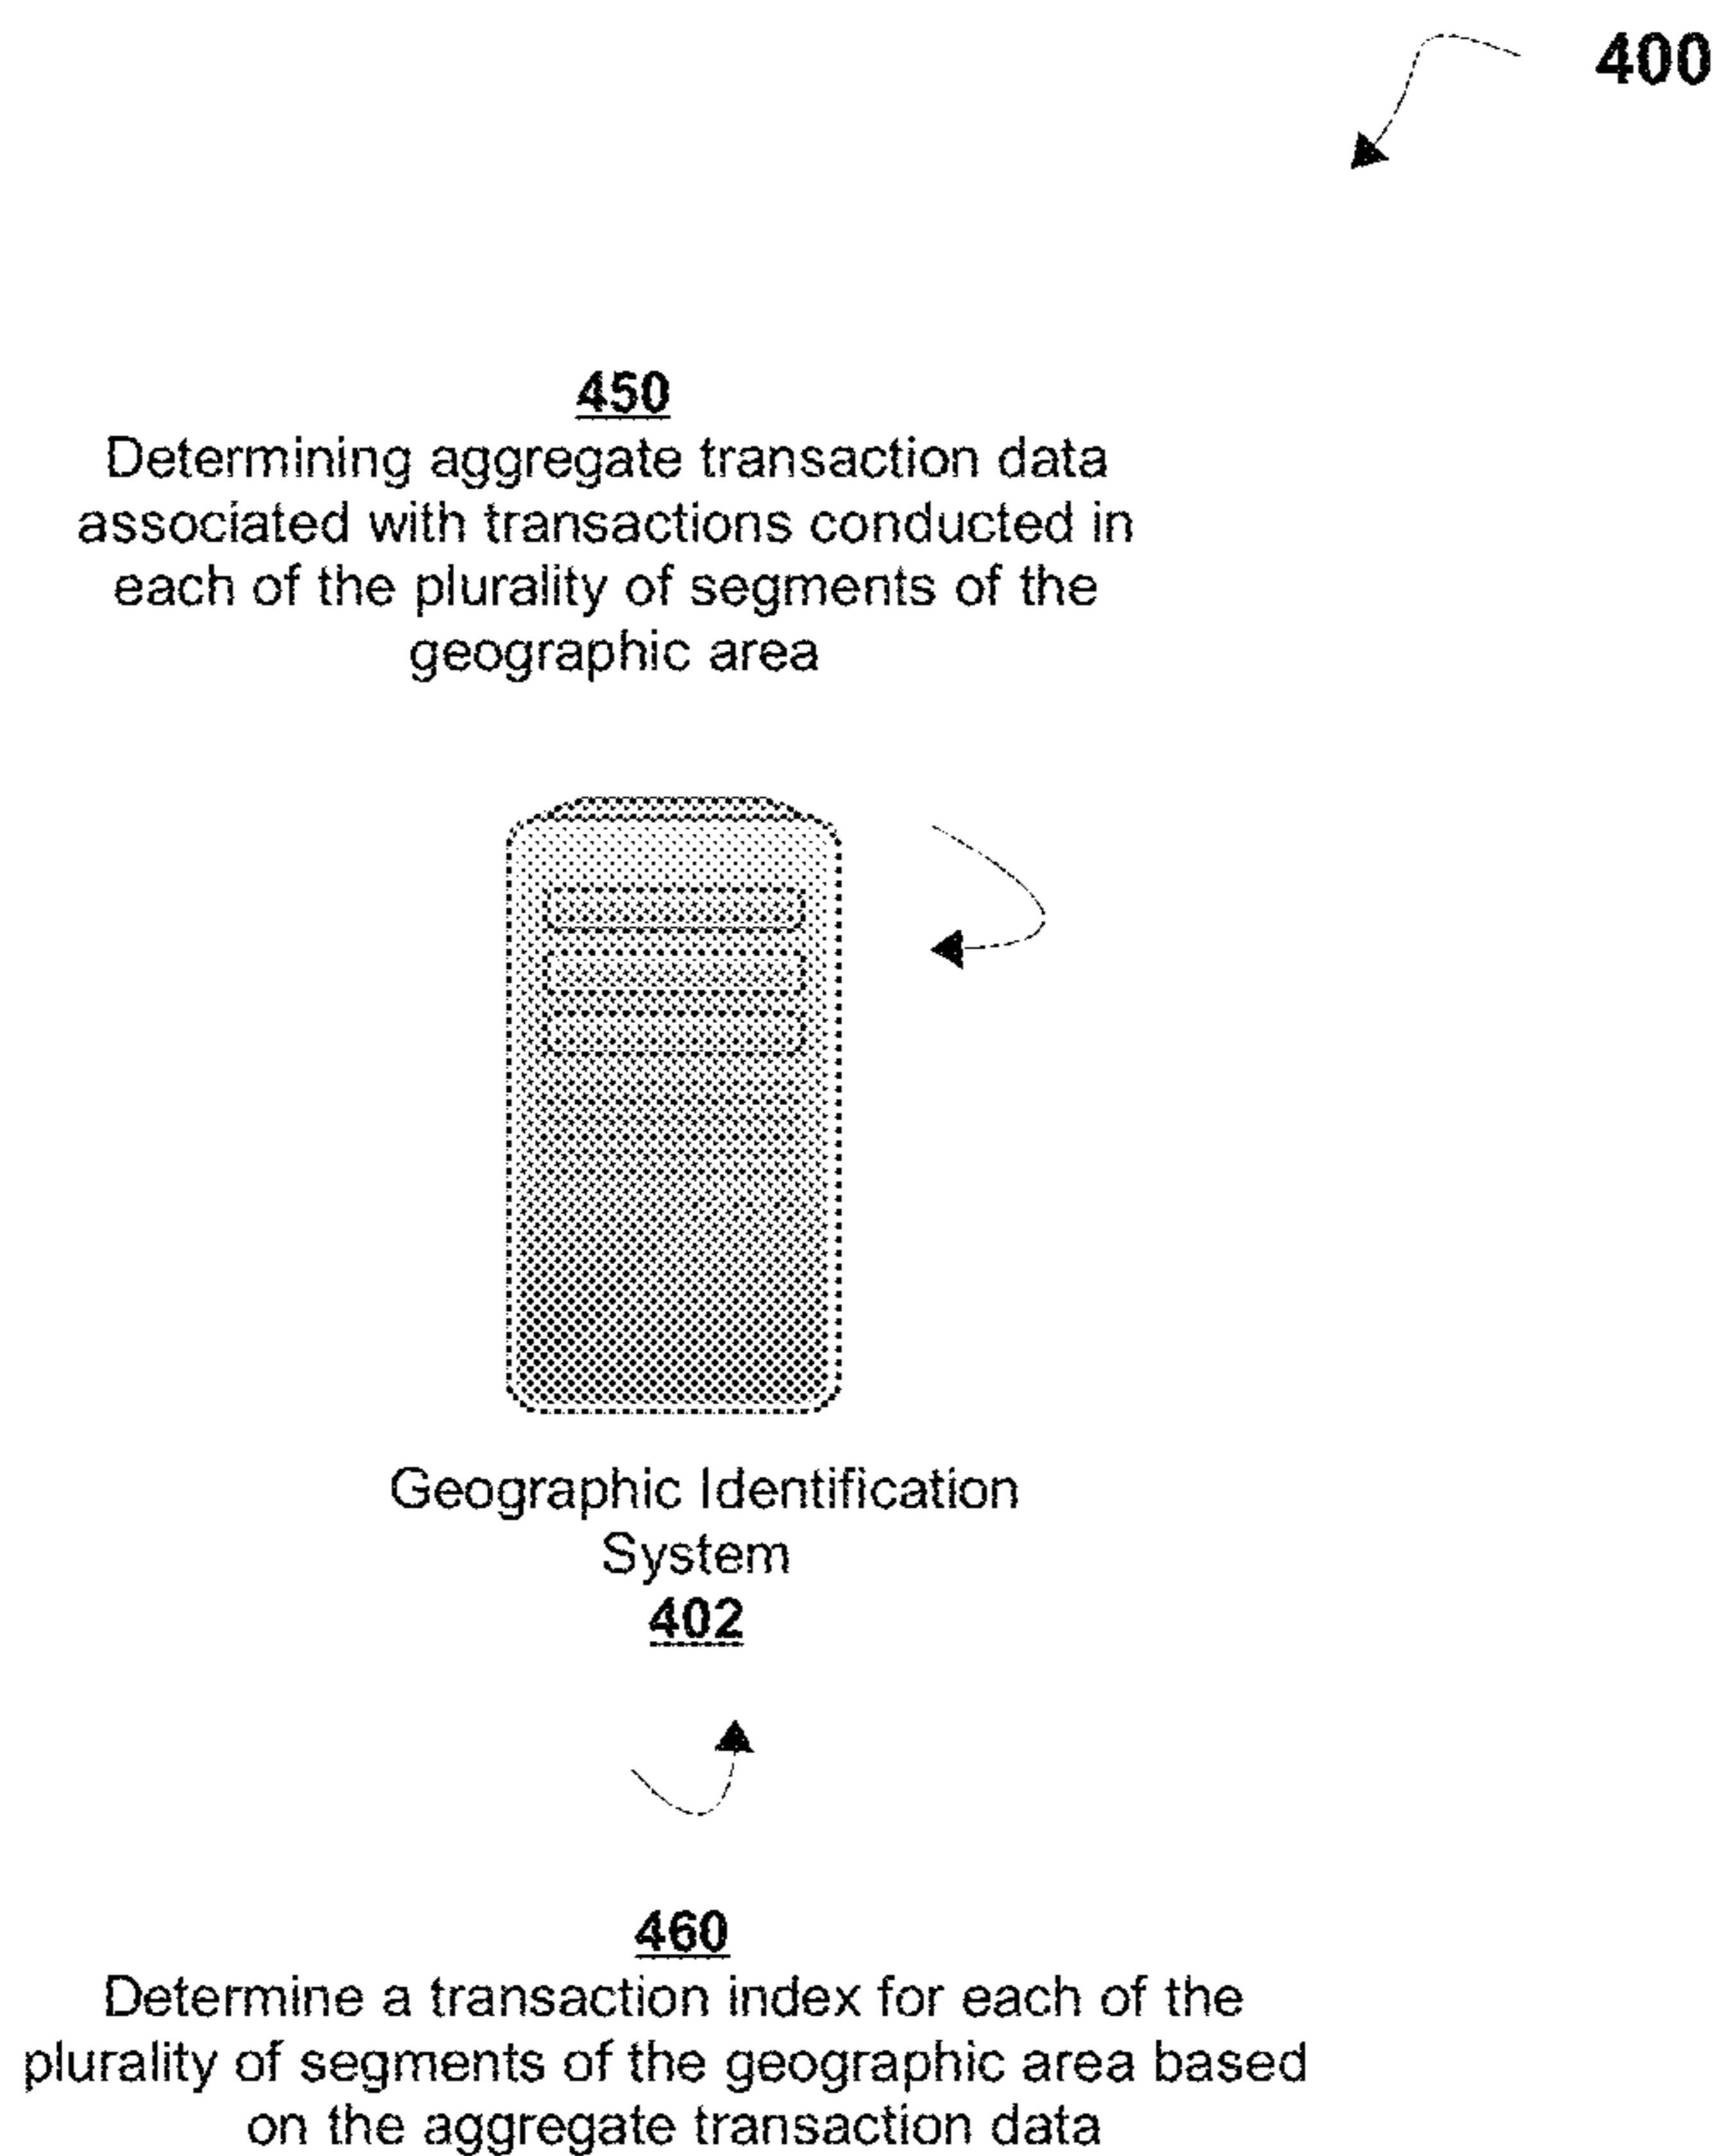 400
450
Determining aggregate transaction data
associated with transactions conducted in
each of the plurality of segments of the
geographic area
Geographic Identification
System
402
460
Determine a transaction index for each of the
plurality of segments of the geographic area based
on the aggregate transaction data